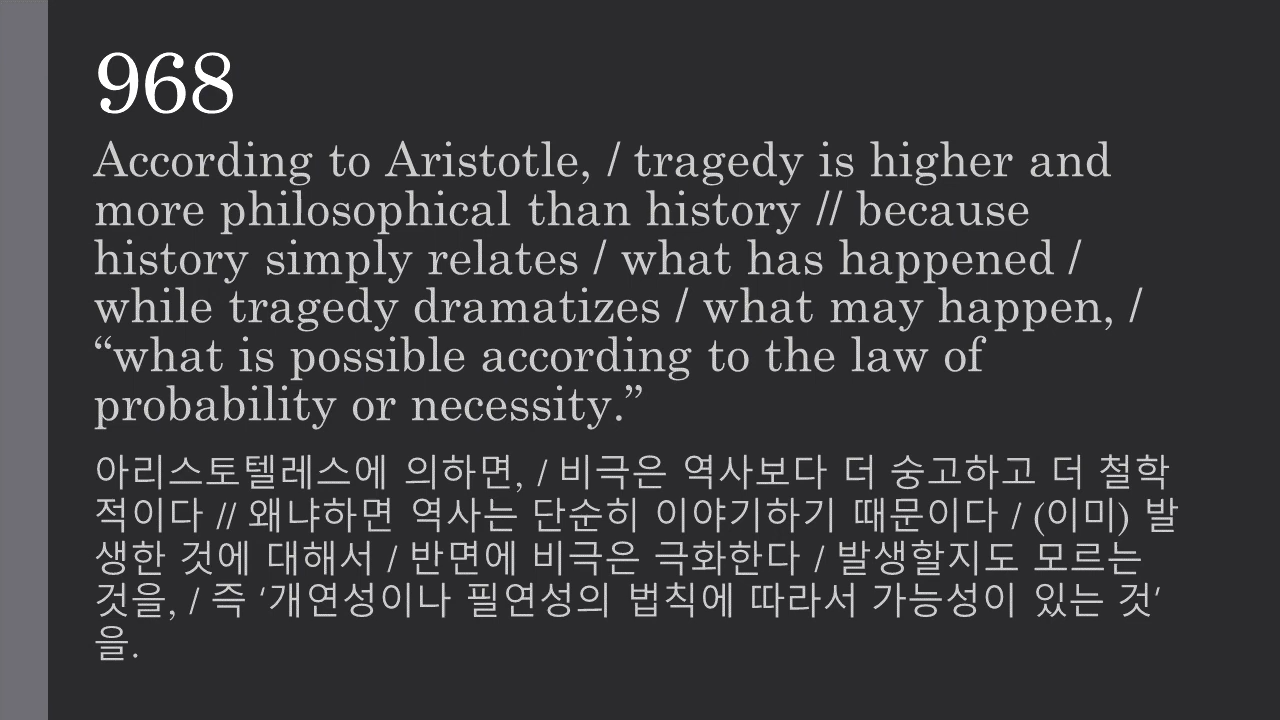 968
According to Aristotle, / tragedy is higher and
more philosophical than history // because
history simply relates / what has happened /
while tragedy dramatizes / what may happen, /
“what is possible according to the law of
probability or necessity.”
아리스토텔레스에 의하면, / 비극은 역사보다 더 숭고하고 더 철학
적이다 // 왜냐하면 역사는 단순히 이야기하기 때문이다 / (이미) 발
생한 것에 대해서 / 반면에 비극은 극화한다 / 발생할지도 모르는
것을, / 즉 ‘개연성이나 필연성의 법칙에 따라서 가능성이 있는 것’
을.